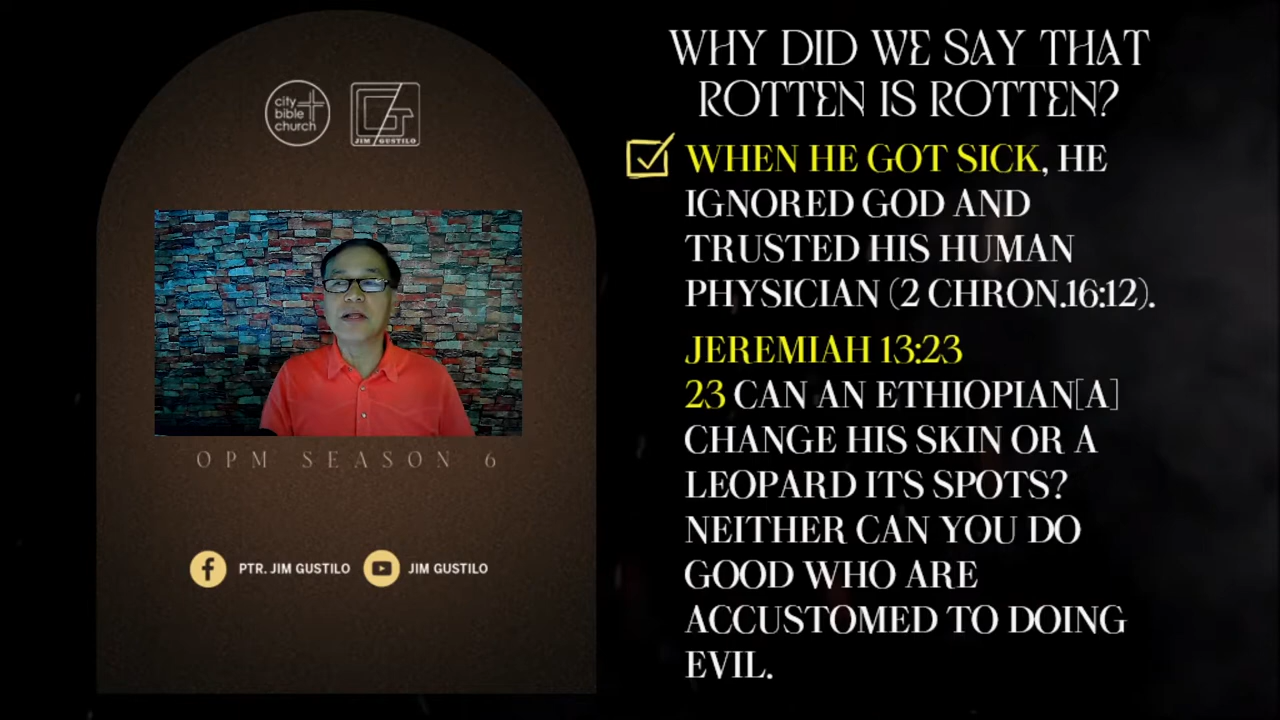 city
bible
church
JIM GUSTILO
OPM SEASON 6
PTR. JIM GUSTILO
JIM GUSTILO
WHY DID WE SAY THAT
ROTTEN IS ROTTEN?
WHEN HE GOT SICK, HE
IGNORED GOD AND
TRUSTED HIS HUMAN
PHYSICIAN (2 CHRON.16:12).
JEREMIAH 13:23
23 CAN AN ETHIOPIAN[A]
CHANGE HIS SKIN OR A
LEOPARD ITS SPOTS?
NEITHER CAN YOU DO
GOOD WHO ARE
ACCUSTOMED TO DOING
EVIL.